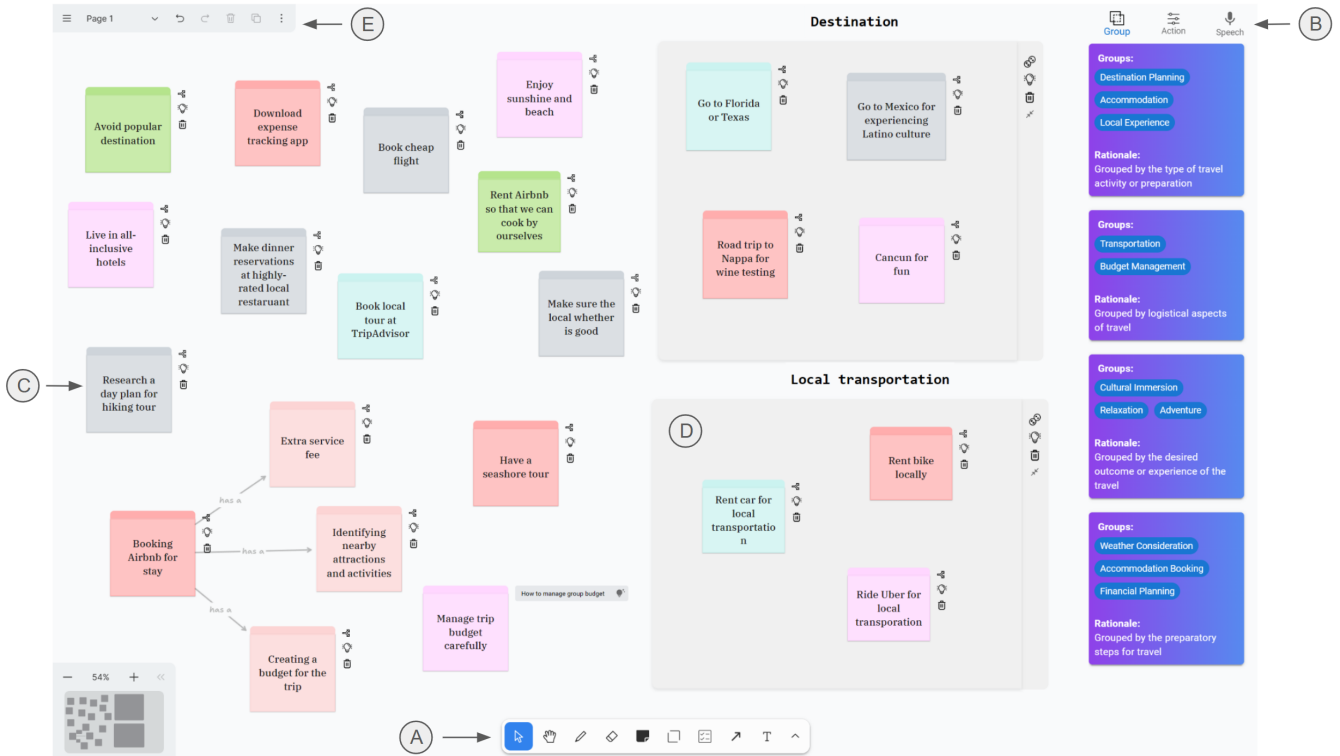 Page 1
E
Destination
B
Group
Action
Speech
Avoid popular
destination
Download
expense
tracking app
Book cheap
flight
Enjoy
sunshine and
beach
Go to Florida
or Texas
Go to Mexico for
experiencing
Latino culture
Live in all-
inclusive
hotels
Make dinner
reservations
at highly-
rated local
restaruant
Rent Airbnb
so that we can
cook by
ourselves
Book local
tour at
TripAdvisor
Make sure the
local whether
is good
Road trip to
Nappa for
wine testing
Cancun for
fun
C
Research a
day plan for
hiking tour
Local transportation
D
Extra service
fee
Have a
seashore tour
Rent bike
locally
Rent car for
local
transportatio
n
has a
Booking
Airbnb for
stay
has a
Identifying
nearby
attractions
and activities
has a
Creating a
budget for the
trip
Manage trip
budget
carefully
How to manage group budget
Ride Uber for
local
transporation
54%
A
T
Groups:
Destination Planning
Accommodation
Local Experience
Rationale:
Grouped by the type of travel
activity or preparation
Groups:
Transportation
Budget Management
Rationale:
Grouped by logistical aspects
of travel
Groups:
Cultural Immersion
Relaxation Adventure
Rationale:
Grouped by the desired
outcome or experience of the
travel
Groups:
Weather Consideration
Accommodation Booking
Financial Planning
Rationale:
Grouped by the preparatory
steps for travel